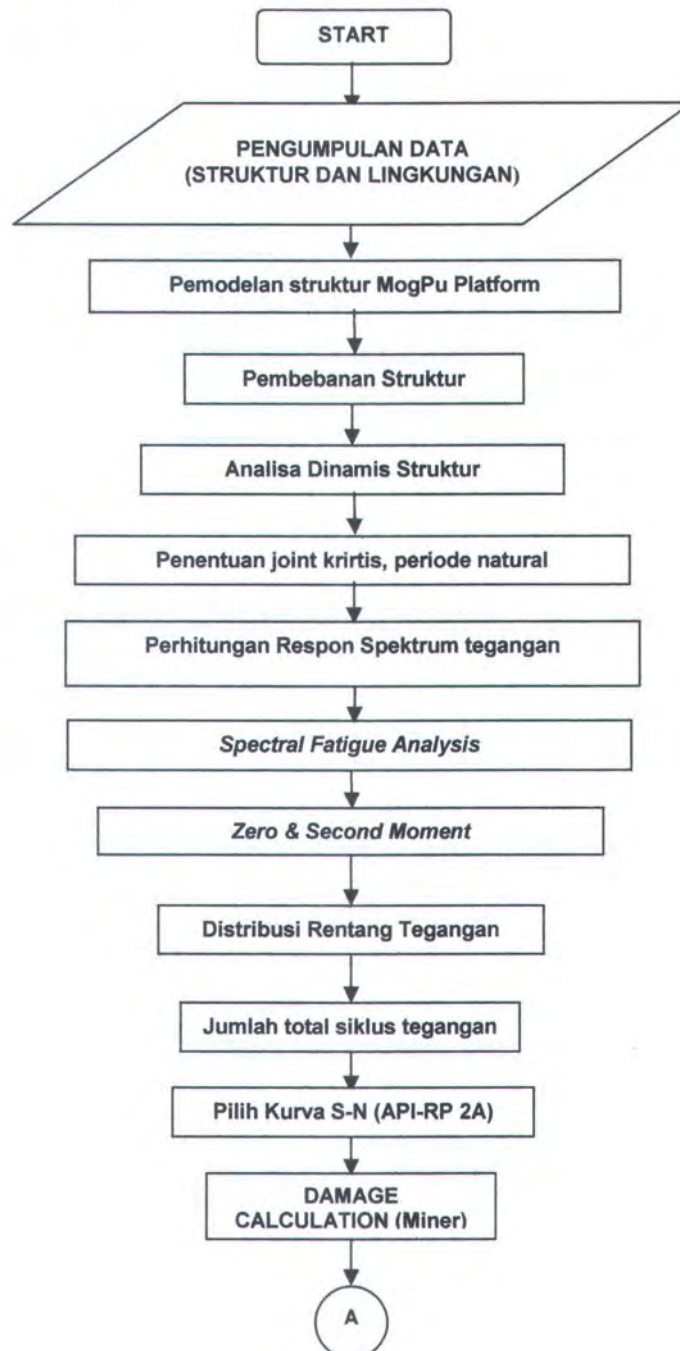 START
PENGUMPULAN DATA
(STRUKTUR DAN LINGKUNGAN)
Pemodelan struktur MogPu Platform
Pembebanan Struktur
Analisa Dinamis Struktur
Penentuan joint krirtis, periode natural
Perhitungan Respon Spektrum tegangan
Spectral Fatigue Analysis
Zero & Second Moment
Distribusi Rentang Tegangan
Jumlah total siklus tegangan
Pilih Kurva S-N (API-RP 2A)
DAMAGE
CALCULATION (Miner)
A